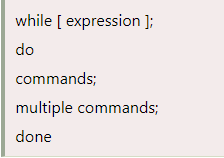 while [ expression ];
do
commands;
multiple commands;
done